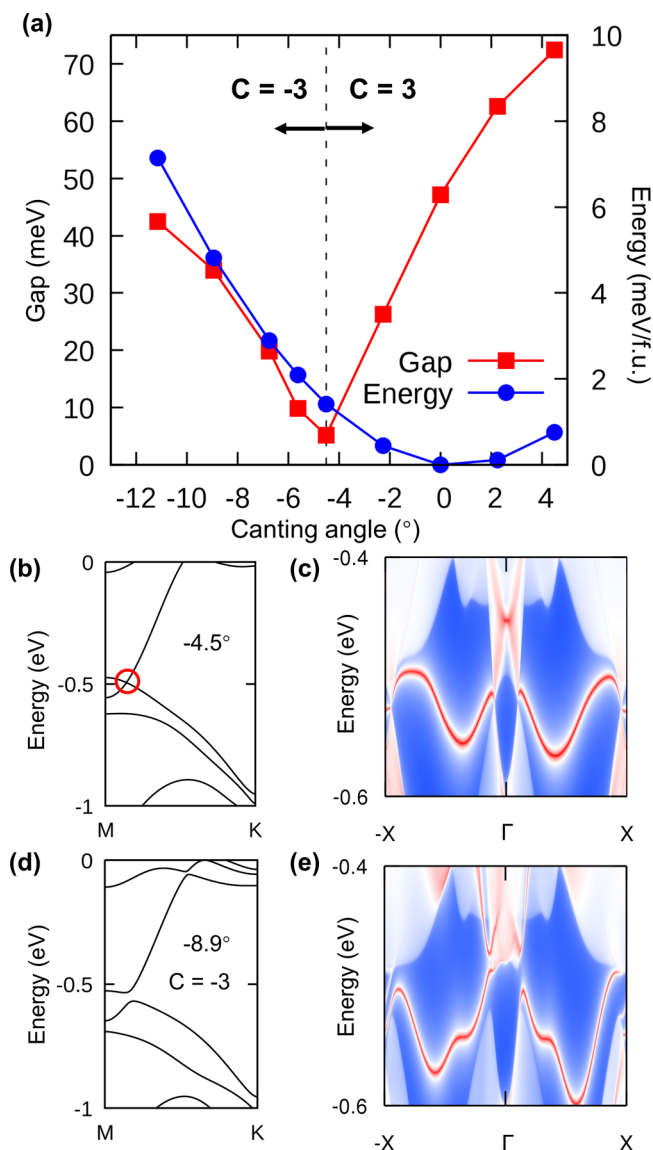 (a)
70
60
50
40
30
20
10
0
Gap (meV)
10
8
6
4
2
0
Energy (meV/f.u.)
C = -3
C = 3
Gap
Energy
-12 -10 -8 -6 -4 -2 0 2 4
Canting angle (°)
(b)
0
-0.5
-1
Energy (eV)
-4.5°
M K
(c)
-0.4
-0.6
Energy (eV)
-X Γ X
(d)
0
-0.5
-1
Energy (eV)
-8.9°
C = -3
M K
(e)
-0.4
-0.6
Energy (eV)
-X Γ X